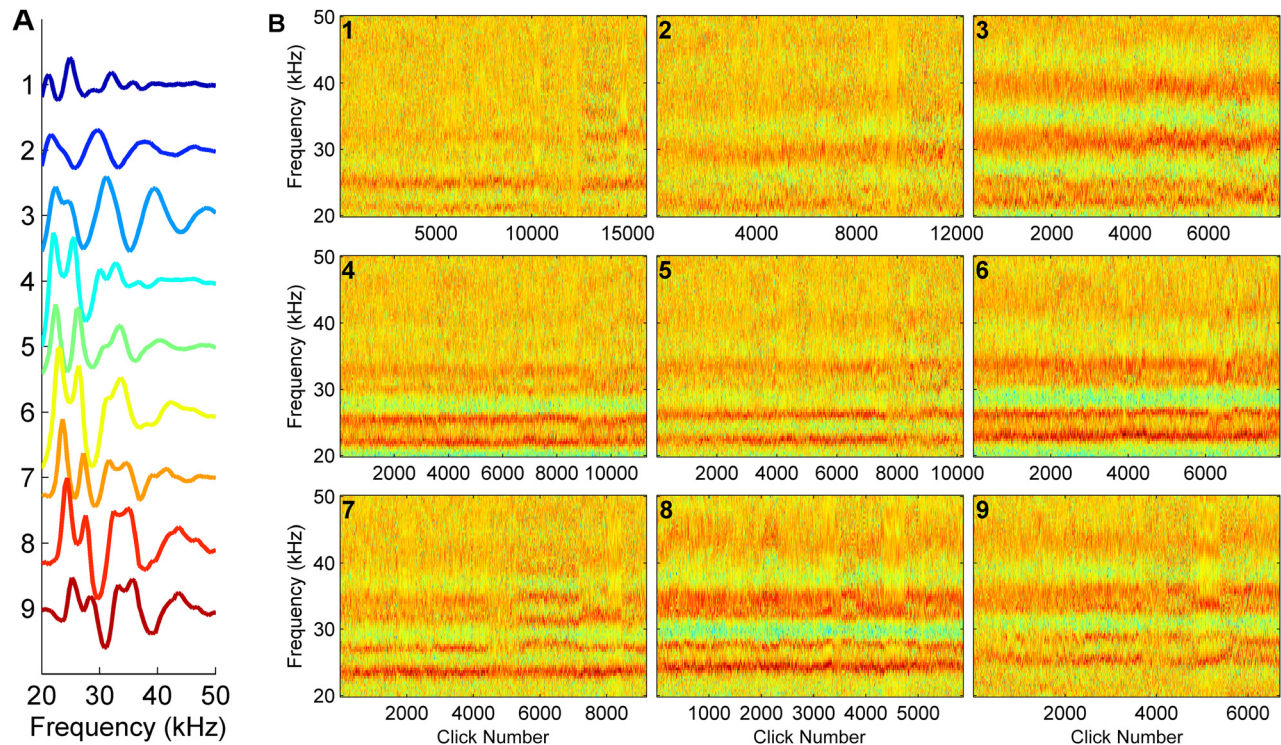 A
1
2
3
4
5
6
7
8
9
20 30 40 50
Frequency (kHz)
B
1 2 3
50
40
30
20
Frequency (kHz)
5000 10000 15000
4000 8000 12000
2000 4000 6000
4 5 6
50
40
30
20
Frequency (kHz)
2000 4000 6000 8000 10000
2000 4000 6000 8000 10000
2000 4000 6000
7 8 9
50
40
30
20
Frequency (kHz)
2000 4000 6000 8000
1000 2000 3000 4000 5000
2000 4000 6000
Click Number Click Number Click Number